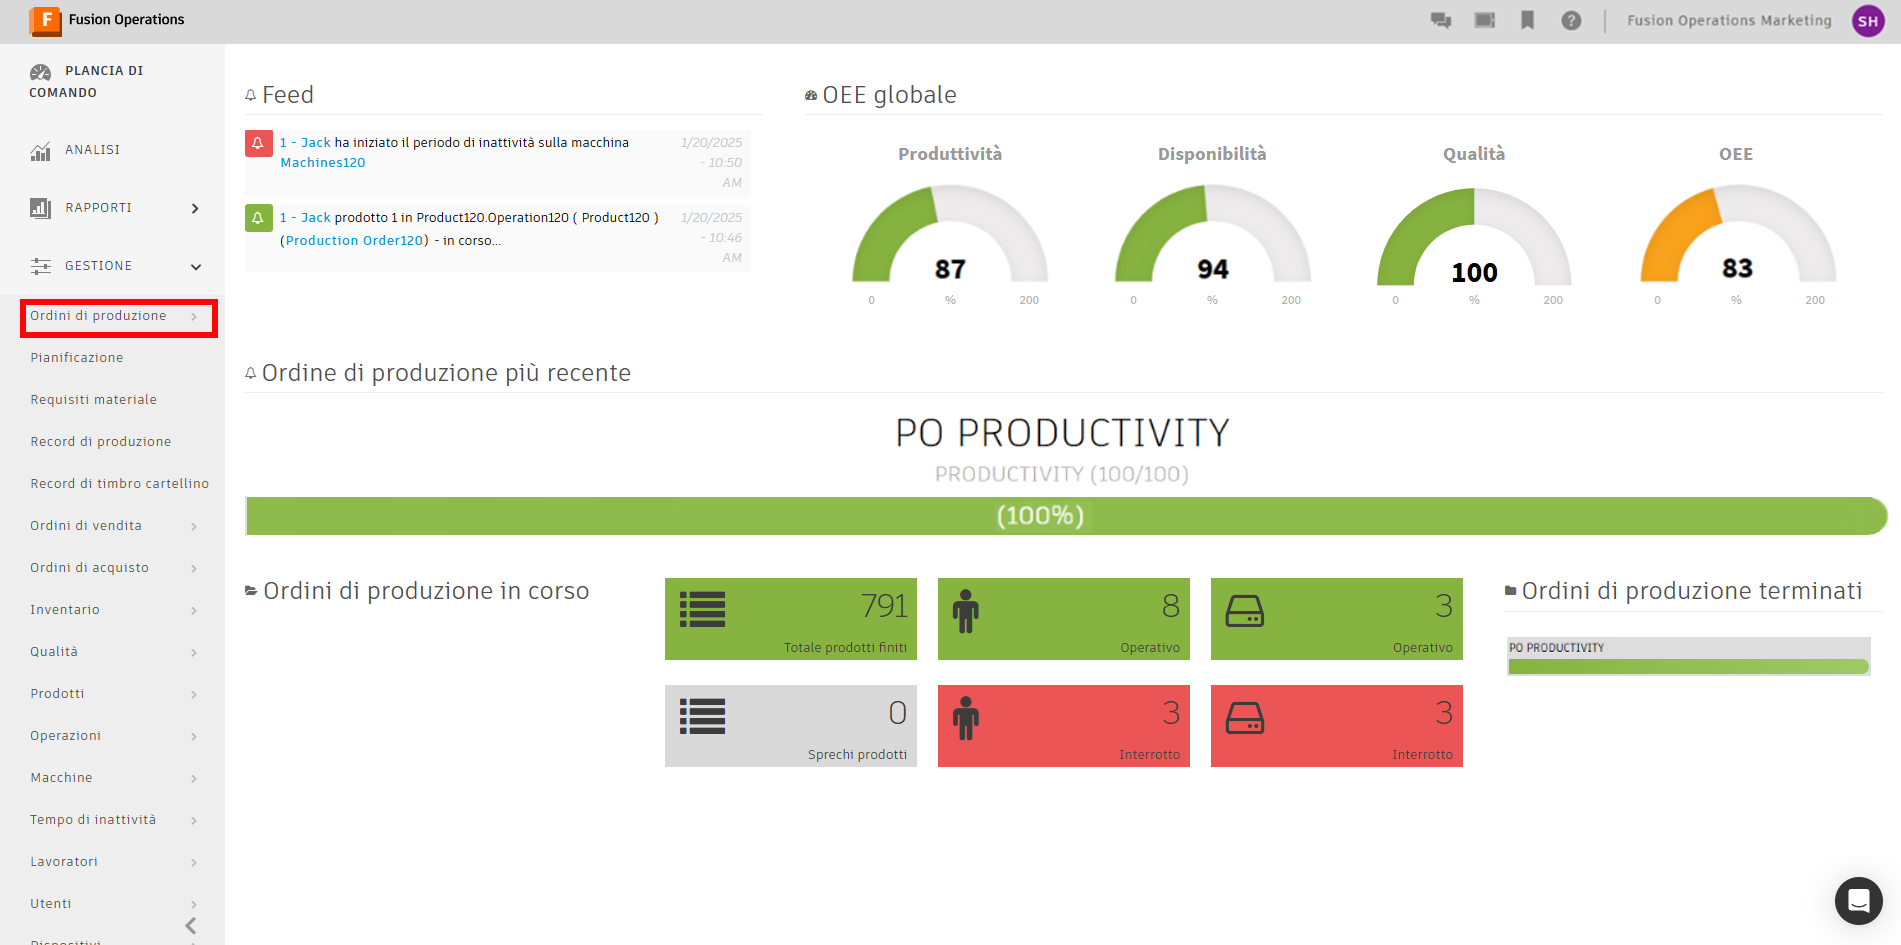 F Fusion Operations
Fusion Operations Marketing
SH
PLANCIA DI
COMANDO
ANALISI
RAPPORTI
GESTIONE
Ordini di produzione
Pianificazione
Requisiti materiale
Record di produzione
Record di timbro cartellino
Ordini di vendita
Ordini di acquisto
Inventario
Qualità
Prodotti
Operazioni
Macchine
Tempo di inattività
Lavoratori
Utenti
Dispositivi
Feed
1 - Jack ha iniziato il periodo di inattività sulla macchina
Machines120
1/20/2025
- 10:50
AM
1 - Jack prodotto 1 in Product120.Operation120 ( Product120 )
(Production Order120) - in corso...
1/20/2025
- 10:46
AM
OEE globale
Produttività
87
0 % 200
Disponibilità
94
0 % 200
Qualità
100
0 % 200
OEE
83
0 % 200
Ordine di produzione più recente
PO PRODUCTIVITY
PRODUCTIVITY (100/100)
(100%)
Ordini di produzione in corso
791
Totale prodotti finiti
8
Operativo
3
Operativo
0
Sprechi prodotti
3
Interrotto
3
Interrotto
Ordini di produzione terminati
PO PRODUCTIVITY